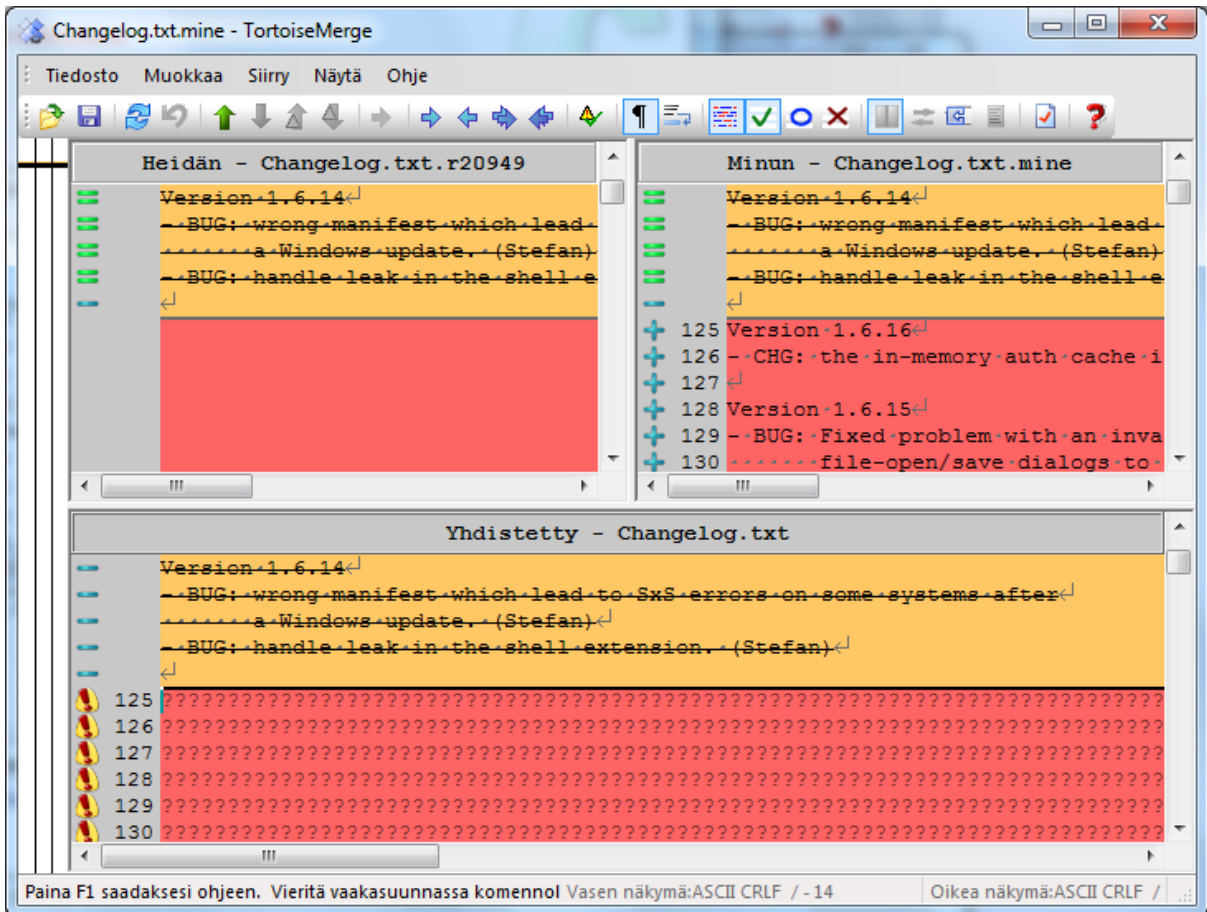 Changelog.txt.mine - TortoiseMerge
Tiedosto Muokkaa Siirry Näytä Ohje
Heidän - Changelog.txt.r20949
Version·1.6.14
-·BUG:·wrong·manifest·which·lead·
·······a·Windows·update.·(Stefan)
-·BUG:·handle·leak·in·the·shell·e
Minun - Changelog.txt.mine
Version·1.6.14
-·BUG:·wrong·manifest·which·lead·
·······a·Windows·update.·(Stefan)
-·BUG:·handle·leak·in·the·shell·e
125 Version·1.6.16
126 -·CHG:·the·in-memory·auth·cache·i
127
128 Version·1.6.15
129 -·BUG:·Fixed·problem·with·an·inva
130 ·······file-open/save·dialogs·to·
Yhdistetty - Changelog.txt
Version·1.6.14
-·BUG:·wrong·manifest·which·lead·to·SxS·errors·on·some·systems·after
·······a·Windows·update.·(Stefan)
-·BUG:·handle·leak·in·the·shell·extension.·(Stefan)
125 ?????????????????????????????????????????????????????????????
126 ?????????????????????????????????????????????????????????????
127 ?????????????????????????????????????????????????????????????
128 ?????????????????????????????????????????????????????????????
129 ?????????????????????????????????????????????????????????????
130 ?????????????????????????????????????????????????????????????
Paina F1 saadaksesi ohjeen. Vieritä vaakasuunnassa komennol Vasen näkymä:ASCII CRLF / - 14 Oikea näkymä:ASCII CRLF /